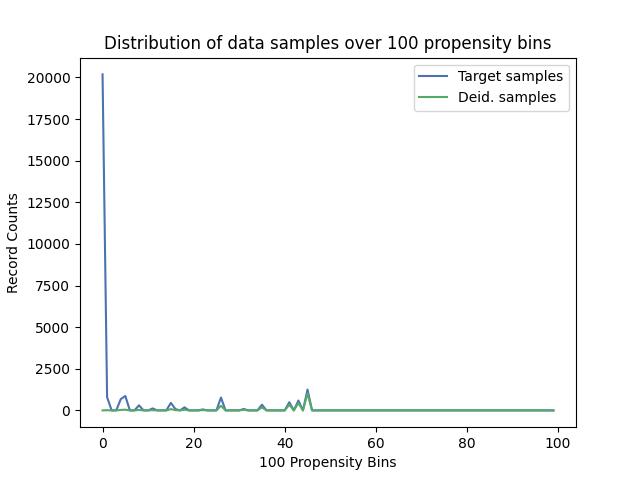 Distribution of data samples over 100 propensity bins
Target samples
Deid. samples
20000
17500
15000
12500
10000
7500
5000
2500
0
Record Counts
0 20 40 60 80 100
100 Propensity Bins